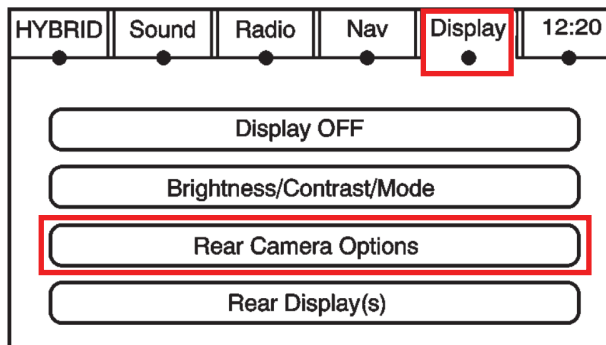 HYBRID Sound Radio Nav Display 12:20
Display OFF
Brightness/Contrast/Mode
Rear Camera Options
Rear Display(s)